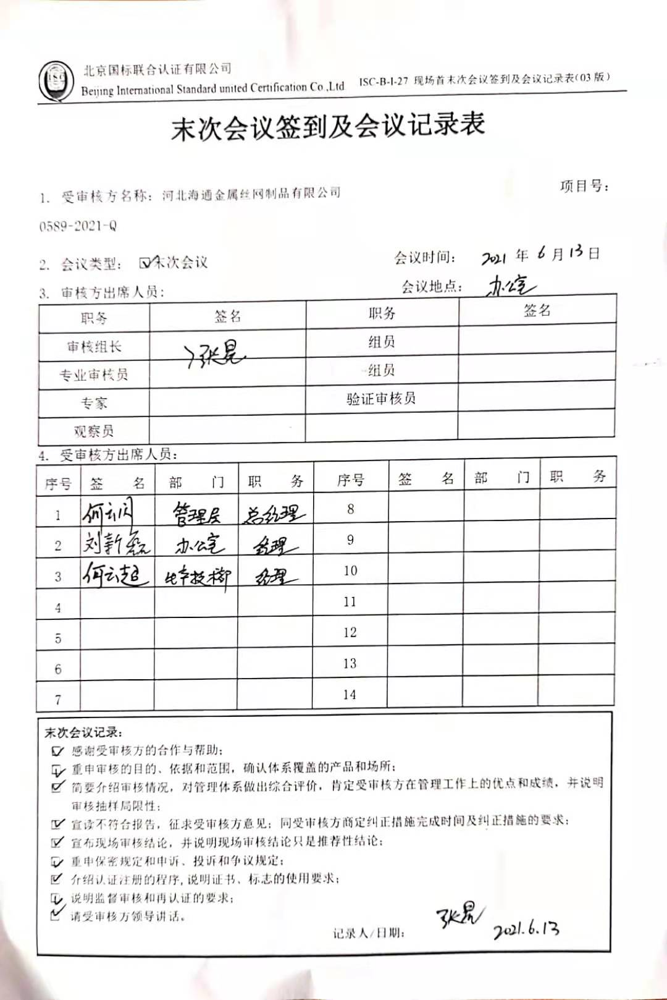 ISC
北京国标联合认证有限公司
Beijing International Standard united Certification Co.,Ltd
ISC-B-I-27 现场首末次会议签到及会议记录表(03版)
末次会议签到及会议记录表
1. 受审核方名称: 河北海通金属丝网制品有限公司 项目号:
0589-2021-Q
2. 会议类型: 末次会议 会议时间: 2021 年 6 月 13 日
3. 审核方出席人员: 会议地点: 办公室
职务 签名 职务 签名
审核组长 张昆 组员
专业审核员 组员
专家 验证审核员
观察员
4. 受审核方出席人员:
序号 签 名 部 门 职 务 序号 签 名 部 门 职 务
1 何云 管理层 总经理 8
2 刘新磊 办公室 经理 9
3 何云超 生产技术部 经理 10
4 11
5 12
6 13
7 14
末次会议记录:
感谢受审核方的合作与帮助;
重申审核的目的、依据和范围，确认体系覆盖的产品和场所;
简要介绍审核情况，对管理体系做出综合评价，肯定受审核方在管理工作上的优点和成绩，并说明
审核抽样局限性;
宣读不符合报告，征求受审核方意见; 同受审核方商定纠正措施完成时间及纠正措施的要求;
宣布现场审核结论，并说明现场审核结论只是推荐性结论;
重申保密规定和申诉、投诉和争议规定;
介绍认证注册的程序, 说明证书、标志的使用要求;
说明监督审核和再认证的要求;
请受审核方领导讲话。
记录人/日期: 张昆 2021.6.13